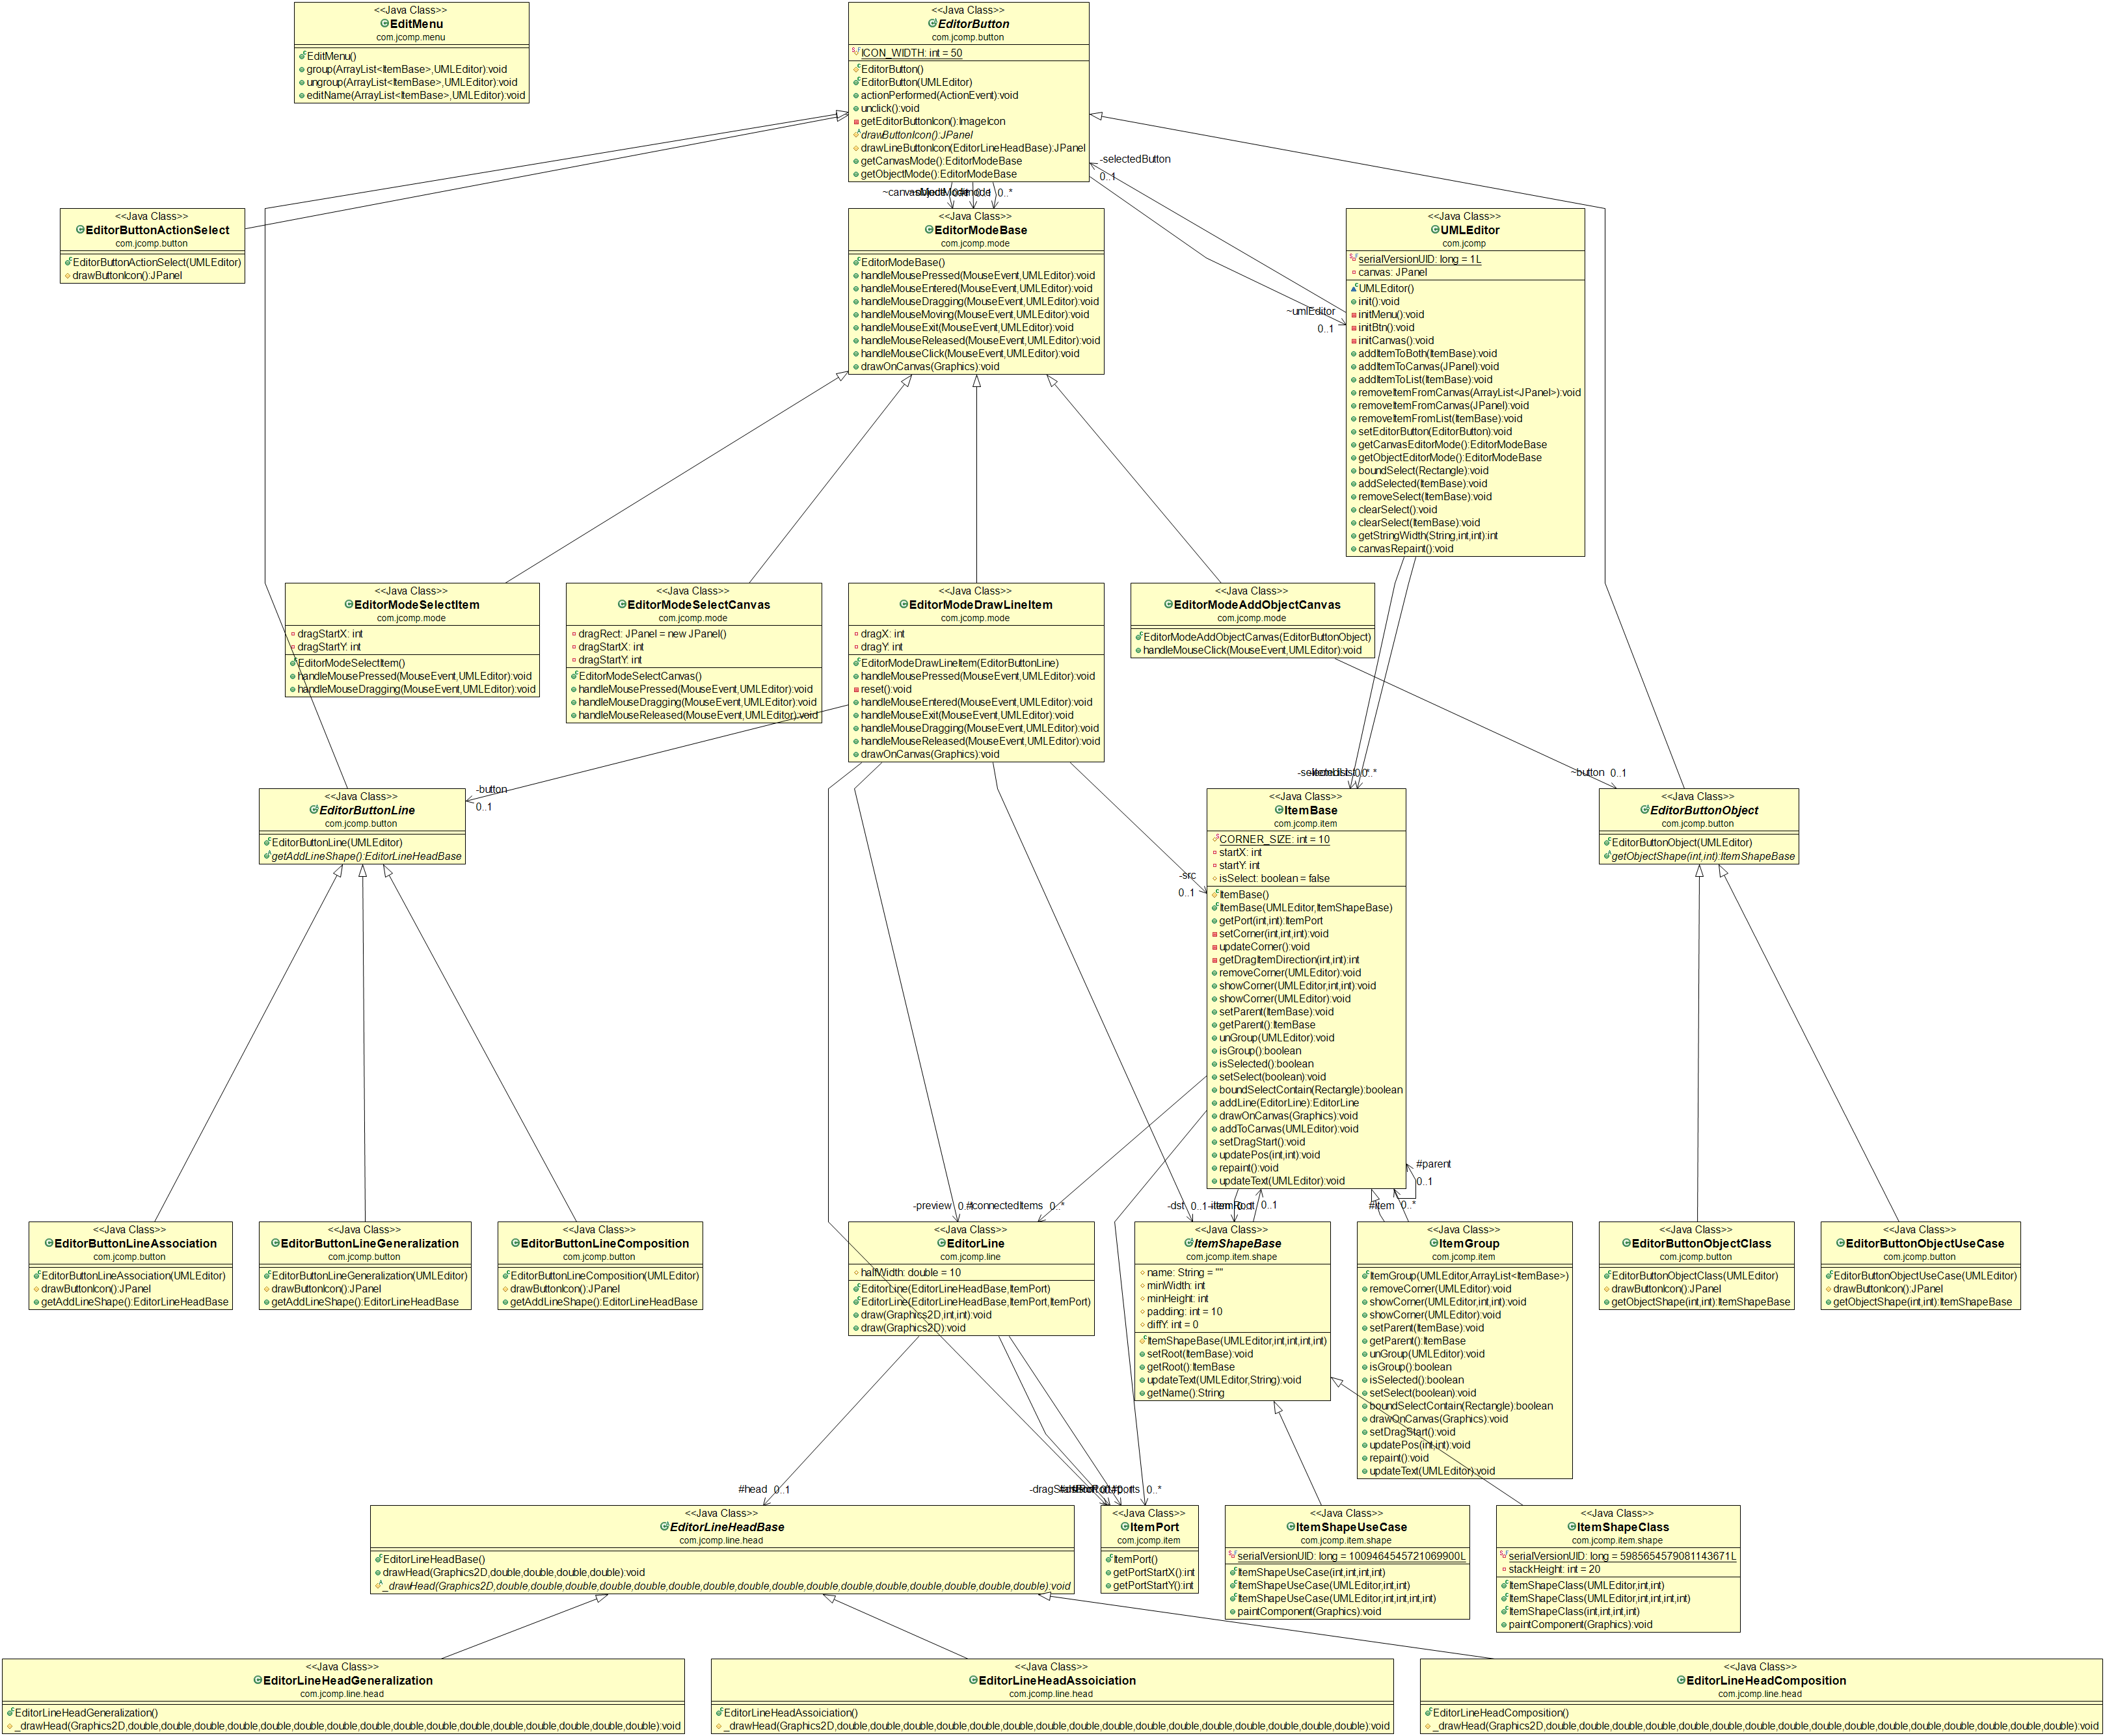 <<Java Class>>
EditMenu
com.jcomp.menu
EditMenu()
group(ArrayList<ItemBase>,UMLEditor):void
ungroup(ArrayList<ItemBase>,UMLEditor):void
editName(ArrayList<ItemBase>,UMLEditor):void
<<Java Class>>
EditorButton
com.jcomp.button
ICON_WIDTH: int = 50
EditorButton()
EditorButton(UMLEditor)
actionPerformed(ActionEvent):void
unclick():void
getEditorButtonIcon():ImageIcon
drawButtonIcon():JPanel
drawLineButtonIcon(EditorLineHeadBase):JPanel
getCanvasMode():EditorModeBase
getObjectMode():EditorModeBase
-selectedButton
0..1
0..*
<<Java Class>>
EditorButtonActionSelect
com.jcomp.button
EditorButtonActionSelect(UMLEditor)
drawButtonIcon():JPanel
<<Java Class>>
EditorModeBase
com.jcomp.mode
EditorModeBase()
handleMousePressed(MouseEvent,UMLEditor):void
handleMouseEntered(MouseEvent,UMLEditor):void
handleMouseDragging(MouseEvent,UMLEditor):void
handleMouseMoving(MouseEvent,UMLEditor):void
handleMouseExit(MouseEvent,UMLEditor):void
handleMouseReleased(MouseEvent,UMLEditor):void
handleMouseClick(MouseEvent,UMLEditor):void
drawOnCanvas(Graphics):void
~umlEditor
0..1
<<Java Class>>
UMLEditor
com.jcomp
serialVersionUID: long = 1L
canvas: JPanel
UMLEditor()
init():void
initMenu():void
initBtn():void
initCanvas():void
addItemToBoth(ItemBase):void
addItemToCanvas(JPanel):void
addItemToList(ItemBase):void
removeItemFromCanvas(ArrayList<JPanel>):void
removeItemFromCanvas(JPanel):void
removeItemFromList(ItemBase):void
setEditorButton(EditorButton):void
getCanvasEditorMode():EditorModeBase
getObjectEditorMode():EditorModeBase
boundSelect(Rectangle):void
addSelected(ItemBase):void
removeSelect(ItemBase):void
clearSelect():void
clearSelect(ItemBase):void
getStringWidth(String,int,int):int
canvasRepaint():void
<<Java Class>>
EditorModeSelectItem
com.jcomp.mode
dragStartX: int
dragStartY: int
EditorModeSelectItem()
handleMousePressed(MouseEvent,UMLEditor):void
handleMouseDragging(MouseEvent,UMLEditor):void
<<Java Class>>
EditorModeSelectCanvas
com.jcomp.mode
dragRect: JPanel = new JPanel()
dragStartX: int
dragStartY: int
EditorModeSelectCanvas()
handleMousePressed(MouseEvent,UMLEditor):void
handleMouseDragging(MouseEvent,UMLEditor):void
handleMouseReleased(MouseEvent,UMLEditor):void
<<Java Class>>
EditorModeDrawLineItem
com.jcomp.mode
dragX: int
dragY: int
EditorModeDrawLineItem(EditorButtonLine)
handleMousePressed(MouseEvent,UMLEditor):void
reset():void
handleMouseEntered(MouseEvent,UMLEditor):void
handleMouseExit(MouseEvent,UMLEditor):void
handleMouseDragging(MouseEvent,UMLEditor):void
handleMouseReleased(MouseEvent,UMLEditor):void
drawOnCanvas(Graphics):void
<<Java Class>>
EditorModeAddObjectCanvas
com.jcomp.mode
EditorModeAddObjectCanvas(EditorButtonObject)
handleMouseClick(MouseEvent,UMLEditor):void
-button
0..1
~button 0..1
<<Java Class>>
EditorButtonLine
com.jcomp.button
EditorButtonLine(UMLEditor)
getAddLineShape():EditorLineHeadBase
<<Java Class>>
ItemBase
com.jcomp.item
CORNER_SIZE: int = 10
startX: int
startY: int
isSelect: boolean = false
ItemBase()
ItemBase(UMLEditor,ItemShapeBase)
getPort(int,int):ItemPort
setCorner(int,int,int):void
updateCorner():void
getDragItemDirection(int,int):int
removeCorner(UMLEditor):void
showCorner(UMLEditor,int,int):void
showCorner(UMLEditor):void
setParent(ItemBase):void
getParent():ItemBase
unGroup(UMLEditor):void
isGroup():boolean
isSelected():boolean
setSelect(boolean):void
boundSelectContain(Rectangle):boolean
addLine(EditorLine):EditorLine
drawOnCanvas(Graphics):void
addToCanvas(UMLEditor):void
setDragStart():void
updatePos(int,int):void
repaint():void
updateText(UMLEditor):void
-src
0..1
#parent
0..1
<<Java Class>>
EditorButtonObject
com.jcomp.button
EditorButtonObject(UMLEditor)
getObjectShape(int,int):ItemShapeBase
-preview
0..*
-dst 0..1
0..1
#item 0..*
<<Java Class>>
EditorButtonLineAssociation
com.jcomp.button
EditorButtonLineAssociation(UMLEditor)
drawButtonIcon():JPanel
getAddLineShape():EditorLineHeadBase
<<Java Class>>
EditorButtonLineGeneralization
com.jcomp.button
EditorButtonLineGeneralization(UMLEditor)
drawButtonIcon():JPanel
getAddLineShape():EditorLineHeadBase
<<Java Class>>
EditorButtonLineComposition
com.jcomp.button
EditorButtonLineComposition(UMLEditor)
drawButtonIcon():JPanel
getAddLineShape():EditorLineHeadBase
<<Java Class>>
EditorLine
com.jcomp.line
halfWidth: double = 10
EditorLine(EditorLineHeadBase,ItemPort)
EditorLine(EditorLineHeadBase,ItemPort,ItemPort)
draw(Graphics2D,int,int):void
draw(Graphics2D):void
<<Java Class>>
ItemShapeBase
com.jcomp.item.shape
name: String = ""
minWidth: int
minHeight: int
padding: int = 10
diffY: int = 0
ItemShapeBase(UMLEditor,int,int,int,int)
setRoot(ItemBase):void
getRoot():ItemBase
updateText(UMLEditor,String):void
getName():String
<<Java Class>>
ItemGroup
com.jcomp.item
ItemGroup(UMLEditor,ArrayList<ItemBase>)
removeCorner(UMLEditor):void
showCorner(UMLEditor,int,int):void
showCorner(UMLEditor):void
setParent(ItemBase):void
getParent():ItemBase
unGroup(UMLEditor):void
isGroup():boolean
isSelected():boolean
setSelect(boolean):void
boundSelectContain(Rectangle):boolean
drawOnCanvas(Graphics):void
setDragStart():void
updatePos(int,int):void
repaint():void
updateText(UMLEditor):void
<<Java Class>>
EditorButtonObjectClass
com.jcomp.button
EditorButtonObjectClass(UMLEditor)
drawButtonIcon():JPanel
getObjectShape(int,int):ItemShapeBase
<<Java Class>>
EditorButtonObjectUseCase
com.jcomp.button
EditorButtonObjectUseCase(UMLEditor)
drawButtonIcon():JPanel
getObjectShape(int,int):ItemShapeBase
#head 0..1
0..*
<<Java Class>>
EditorLineHeadBase
com.jcomp.line.head
EditorLineHeadBase()
drawHead(Graphics2D,double,double,double,double):void
_drawHead(Graphics2D,double,double,double,double,double,double,double,double,double,double,double,double,double,double,double,double):void
<<Java Class>>
ItemPort
com.jcomp.item
ItemPort()
getPortStartX():int
getPortStartY():int
<<Java Class>>
ItemShapeUseCase
com.jcomp.item.shape
serialVersionUID: long = 1009464545721069900L
ItemShapeUseCase(int,int,int,int)
ItemShapeUseCase(UMLEditor,int,int)
ItemShapeUseCase(UMLEditor,int,int,int,int)
paintComponent(Graphics):void
<<Java Class>>
ItemShapeClass
com.jcomp.item.shape
serialVersionUID: long = 5985654579081143671L
stackHeight: int = 20
ItemShapeClass(UMLEditor,int,int)
ItemShapeClass(UMLEditor,int,int,int,int)
ItemShapeClass(int,int,int,int)
paintComponent(Graphics):void
<<Java Class>>
EditorLineHeadGeneralization
com.jcomp.line.head
EditorLineHeadGeneralization()
_drawHead(Graphics2D,double,double,double,double,double,double,double,double,double,double,double,double,double,double,double,double):void
<<Java Class>>
EditorLineHeadAssoiciation
com.jcomp.line.head
EditorLineHeadAssoiciation()
_drawHead(Graphics2D,double,double,double,double,double,double,double,double,double,double,double,double,double,double,double,double):void
<<Java Class>>
EditorLineHeadComposition
com.jcomp.line.head
EditorLineHeadComposition()
_drawHead(Graphics2D,double,double,double,double,double,double,double,double,double,double,double,double,double,double,double,double):void